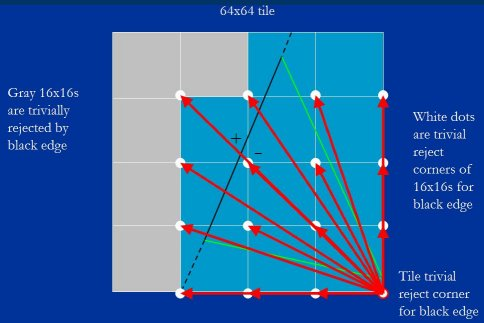 64x64 tile
Gray 16x16s
are trivially
rejected by
black edge
+
−
White dots
are trivial
reject
corners of
16x16s for
black edge
Tile trivial
reject corner
for black edge